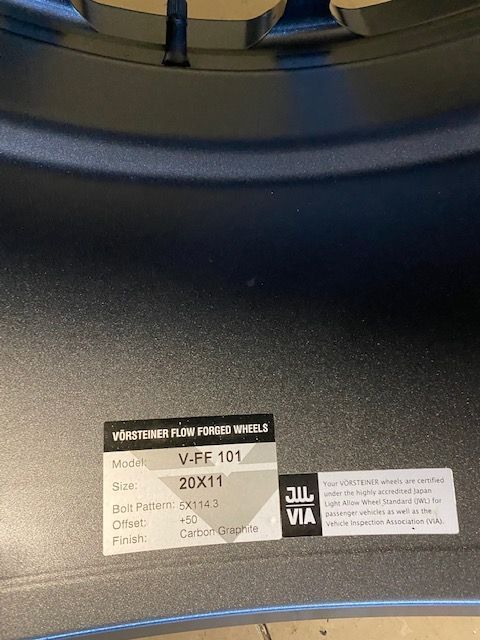 VÖRSTEINER FLOW FORGED WHEELS
Model: V-FF 101
Size: 20X11
Bolt Pattern: 5X114.3
Offset: +50
Finish: Carbon Graphite
JWL
VIA
Your VÖRSTEINER wheels are certified
under the highly accredited Japan
Light Allow Wheel Standard (JWL) for
passenger vehicles as well as the
Vehicle Inspection Association (VIA).